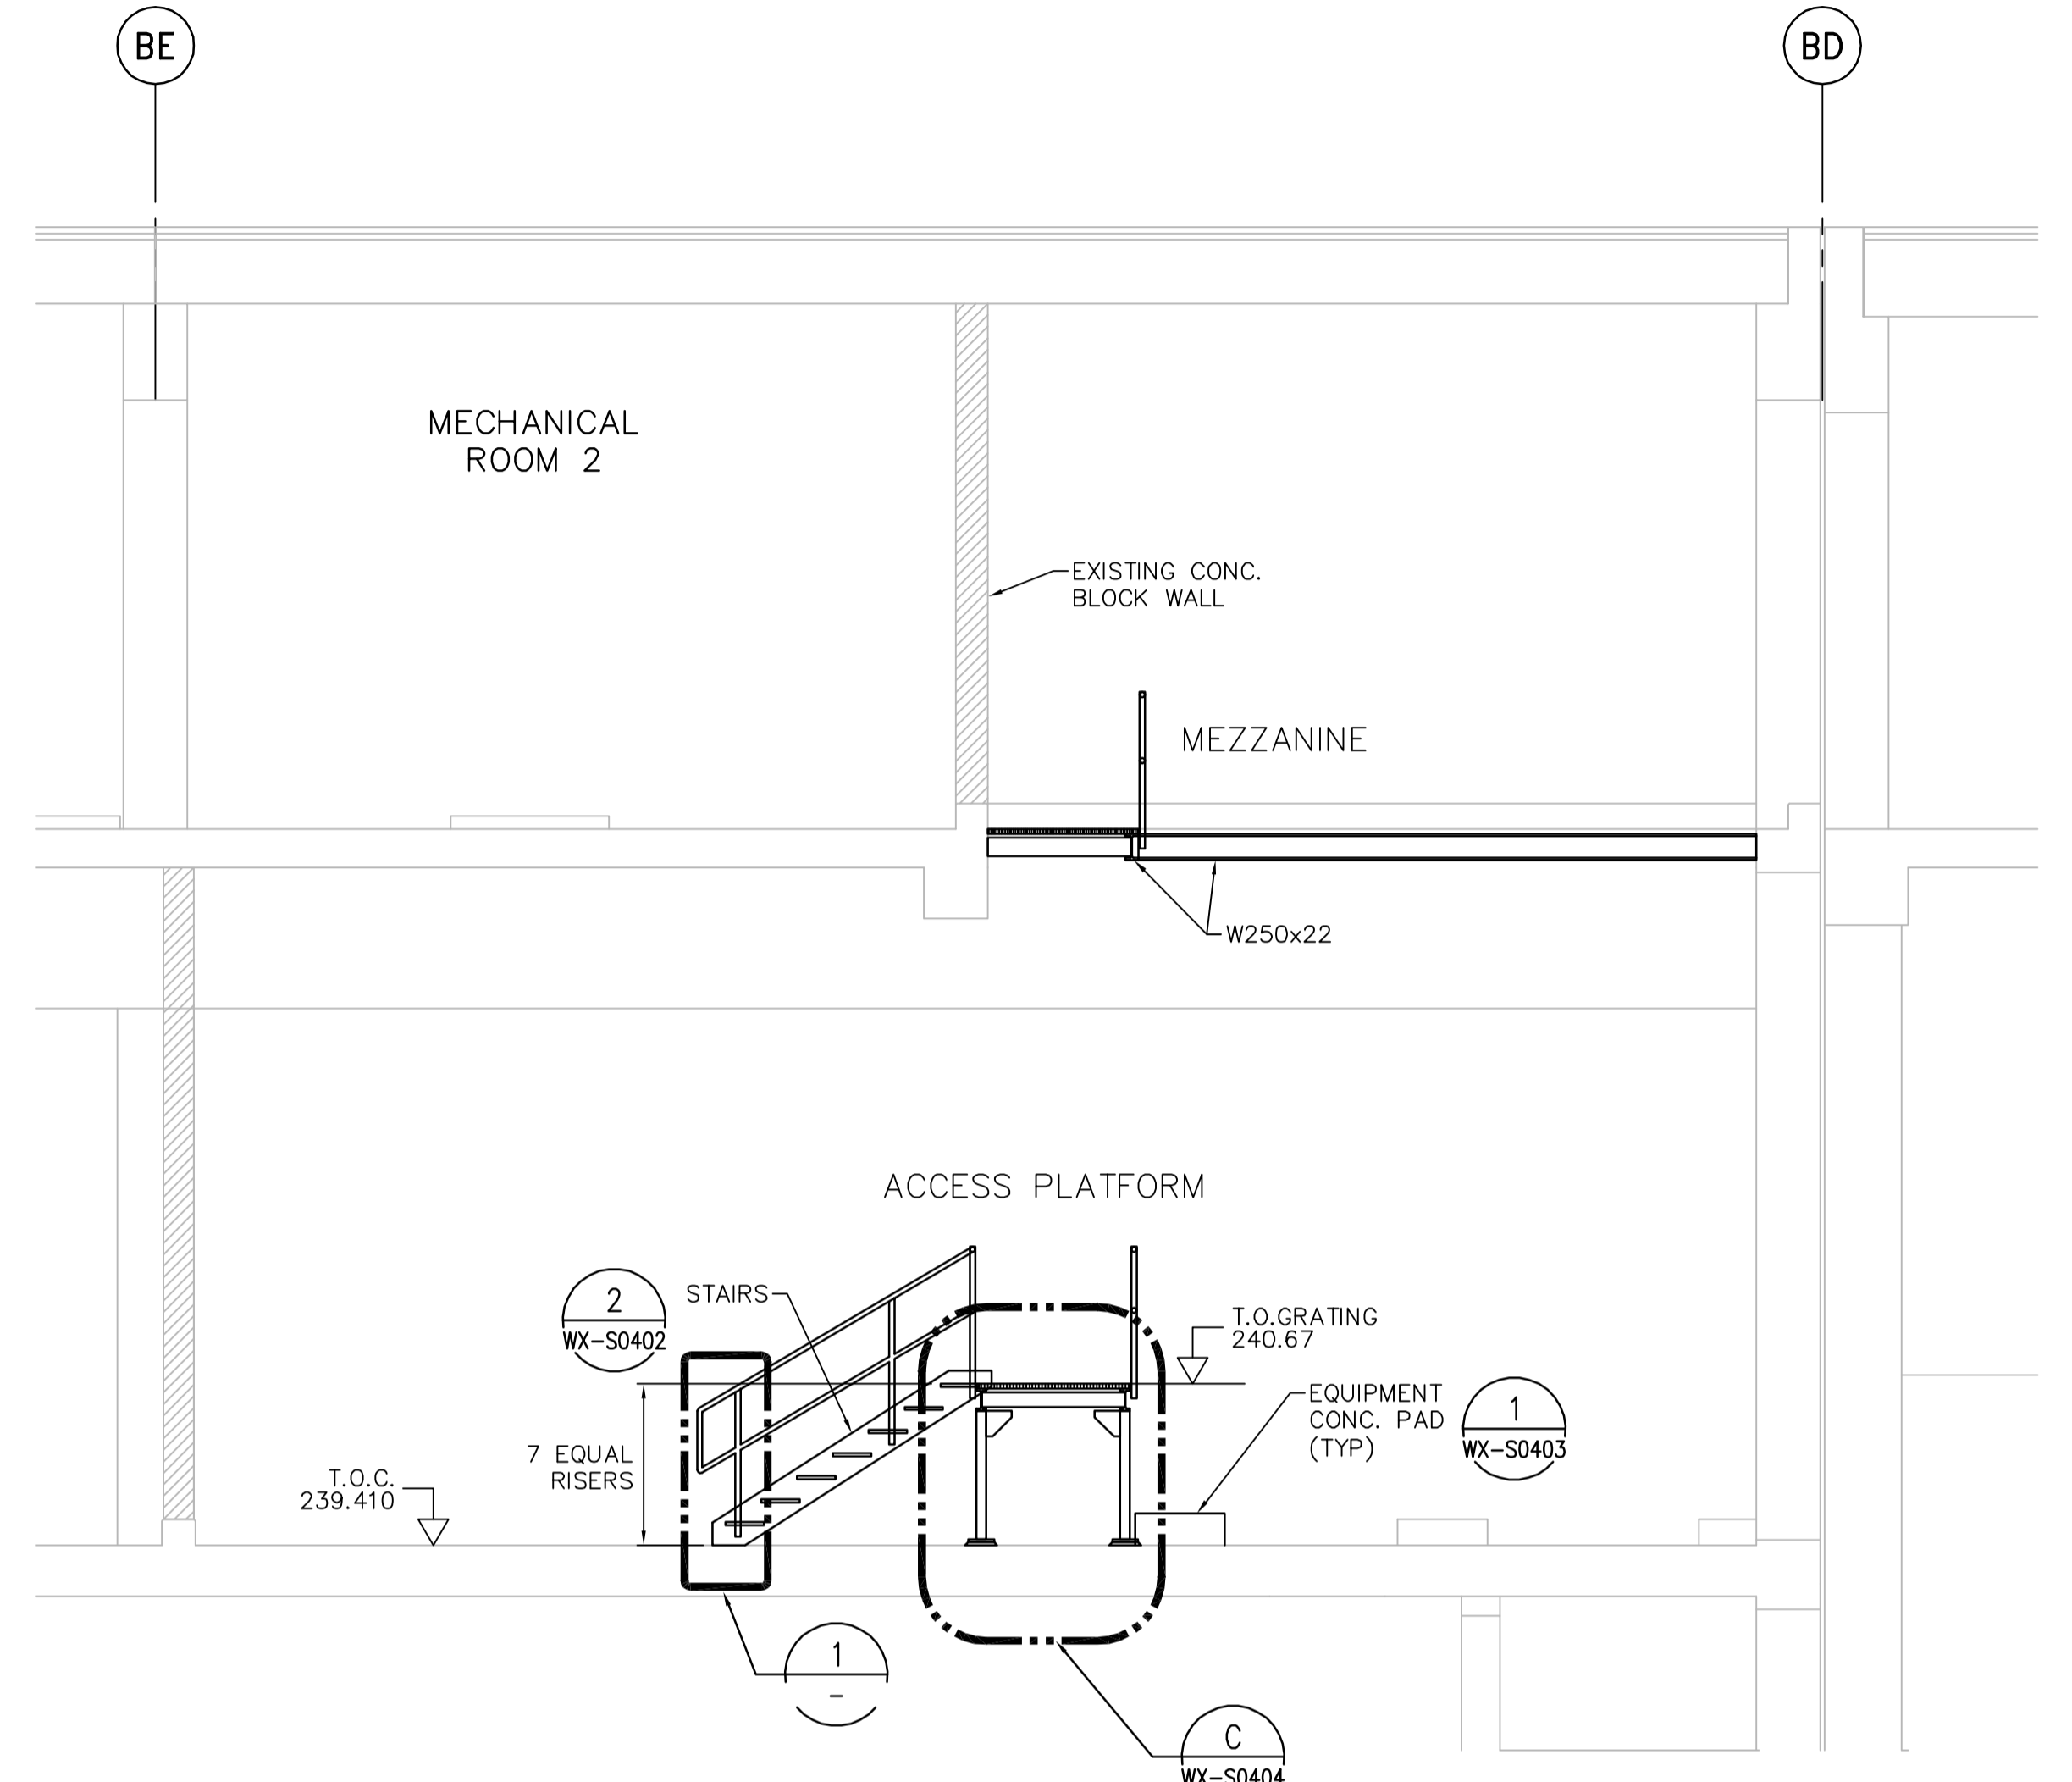 BE
BD
MECHANICAL
ROOM 2
EXISTING CONC.
BLOCK WALL
MEZZANINE
W250x22
ACCESS PLATFORM
2
WX-S0402
STAIRS
T.O.GRATING
240.67
EQUIPMENT
CONC. PAD
(TYP)
1
WX-S0403
7 EQUAL
RISERS
T.O.C.
239.410
1
-
C
WX-S0404